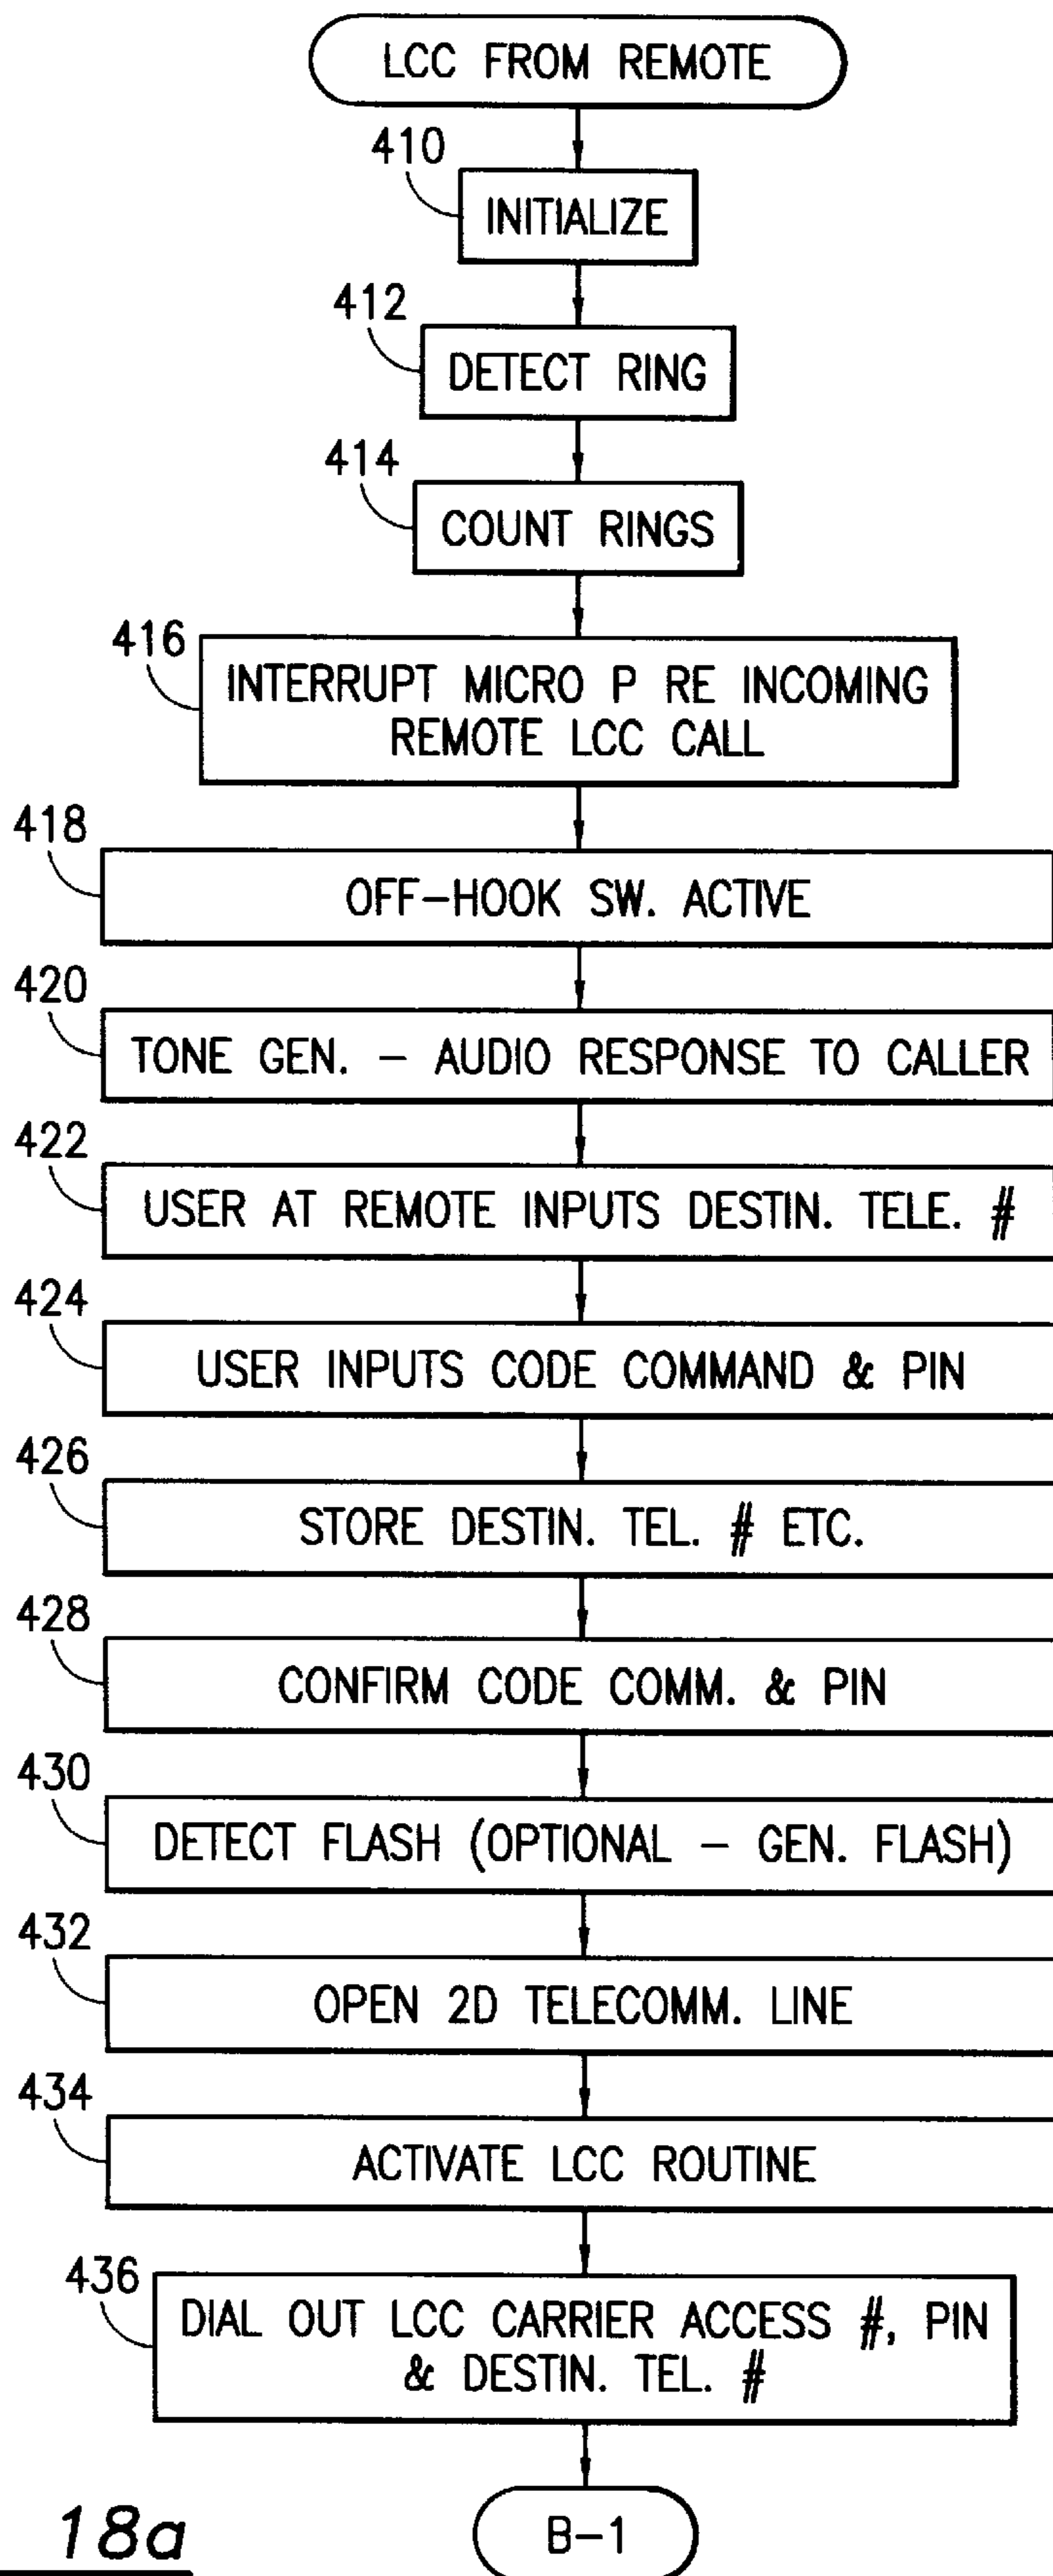 LCC FROM REMOTE
410
INITIALIZE
412
DETECT RING
414
COUNT RINGS
416
INTERRUPT MICRO P RE INCOMING
REMOTE LCC CALL
418
OFF-HOOK SW. ACTIVE
420
TONE GEN. - AUDIO RESPONSE TO CALLER
422
USER AT REMOTE INPUTS DESTIN. TELE. #
424
USER INPUTS CODE COMMAND & PIN
426
STORE DESTIN. TEL. # ETC.
428
CONFIRM CODE COMM. & PIN
430
DETECT FLASH (OPTIONAL - GEN. FLASH)
432
OPEN 2D TELECOMM. LINE
434
ACTIVATE LCC ROUTINE
436
DIAL OUT LCC CARRIER ACCESS #, PIN
& DESTIN. TEL. #
B-1
18a